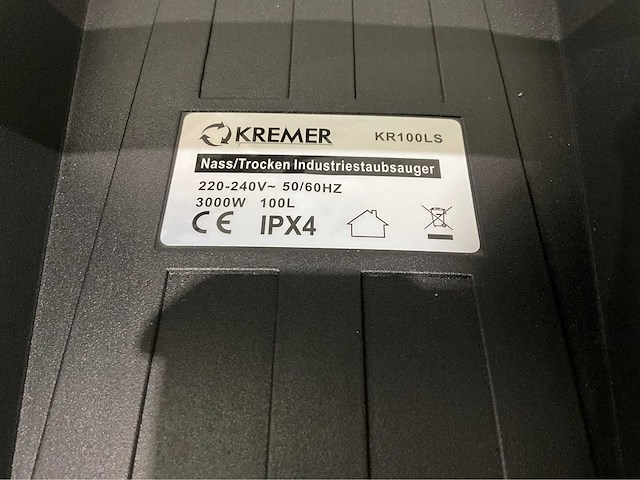 KREMER KR100LS
Nass/Trocken Industriestaubsauger
220-240V~ 50/60HZ
3000W 100L
CE IPX4